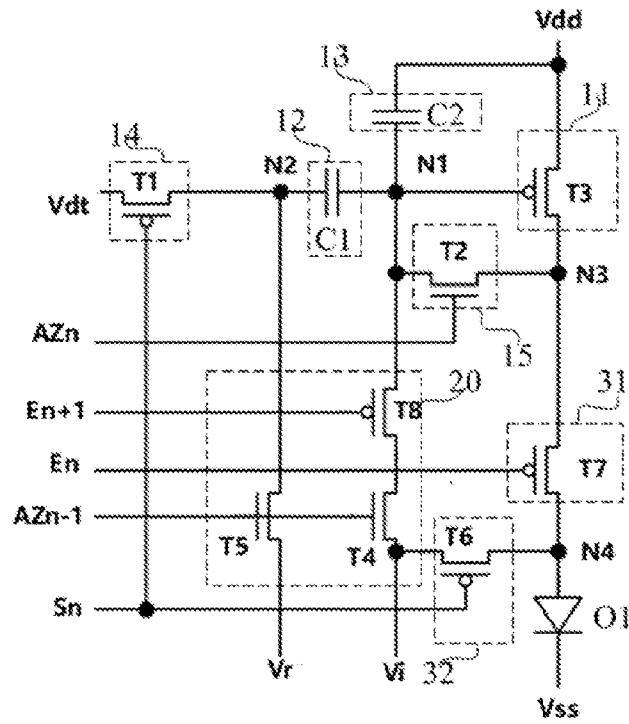 Vdd
13
11
C2
14
12
T1
N2
N1
T3
Vdt
C1
T2
N3
AZn
15
20
31
En+1
T8
En
T7
AZn-1
T5
T4
T6
N4
Sn
O1
Vr
Vi
32
Vss